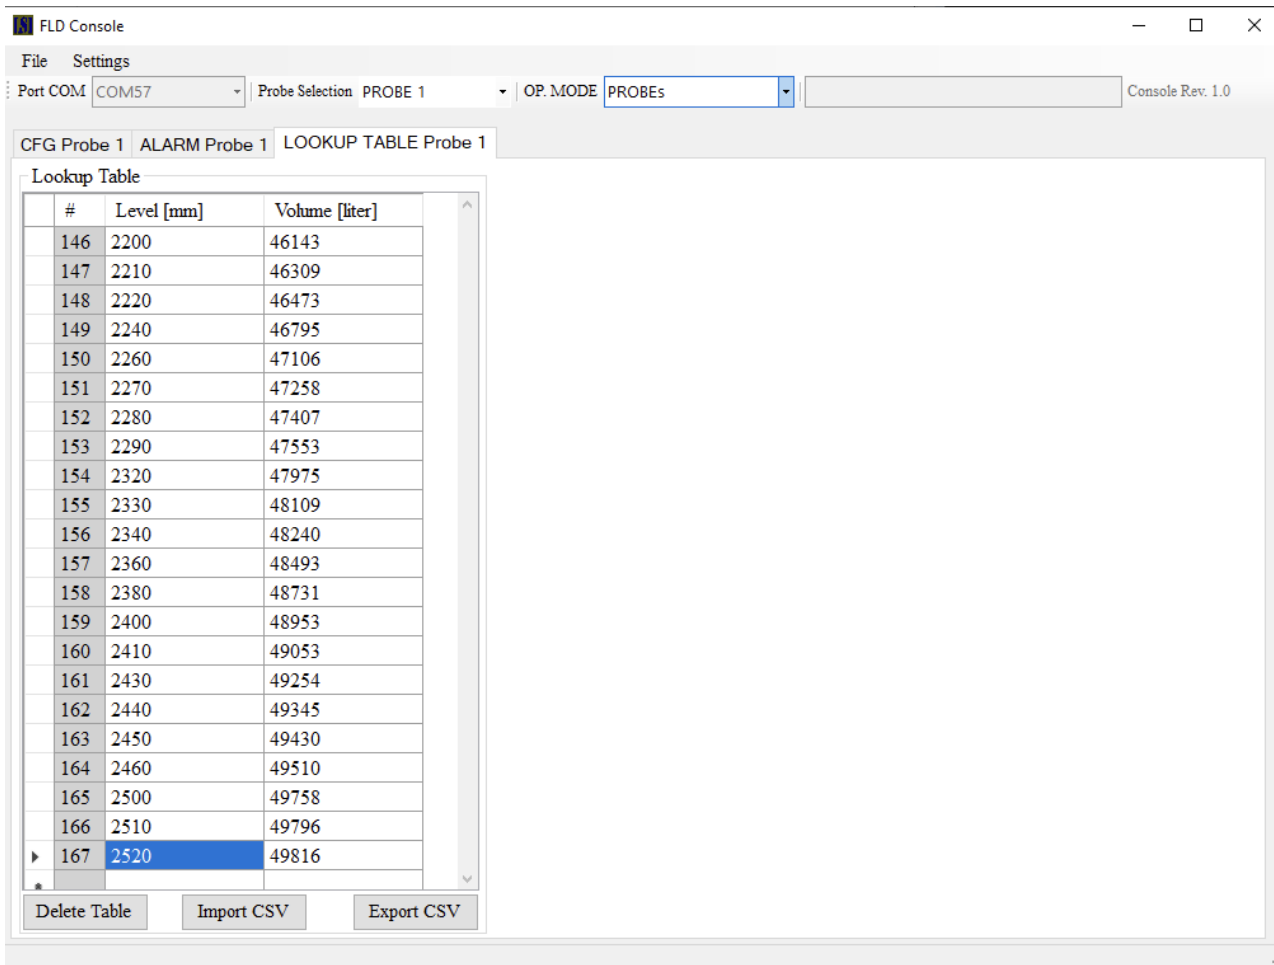 FLD Console
File Settings
Port COM COM57 Probe Selection PROBE 1 OP. MODE PROBEs Console Rev. 1.0
CFG Probe 1 ALARM Probe 1 LOOKUP TABLE Probe 1
Lookup Table
# Level [mm] Volume [liter]
146 2200 46143
147 2210 46309
148 2220 46473
149 2240 46795
150 2260 47106
151 2270 47258
152 2280 47407
153 2290 47553
154 2320 47975
155 2330 48109
156 2340 48240
157 2360 48493
158 2380 48731
159 2400 48953
160 2410 49053
161 2430 49254
162 2440 49345
163 2450 49430
164 2460 49510
165 2500 49758
166 2510 49796
167 2520 49816
Delete Table Import CSV Export CSV